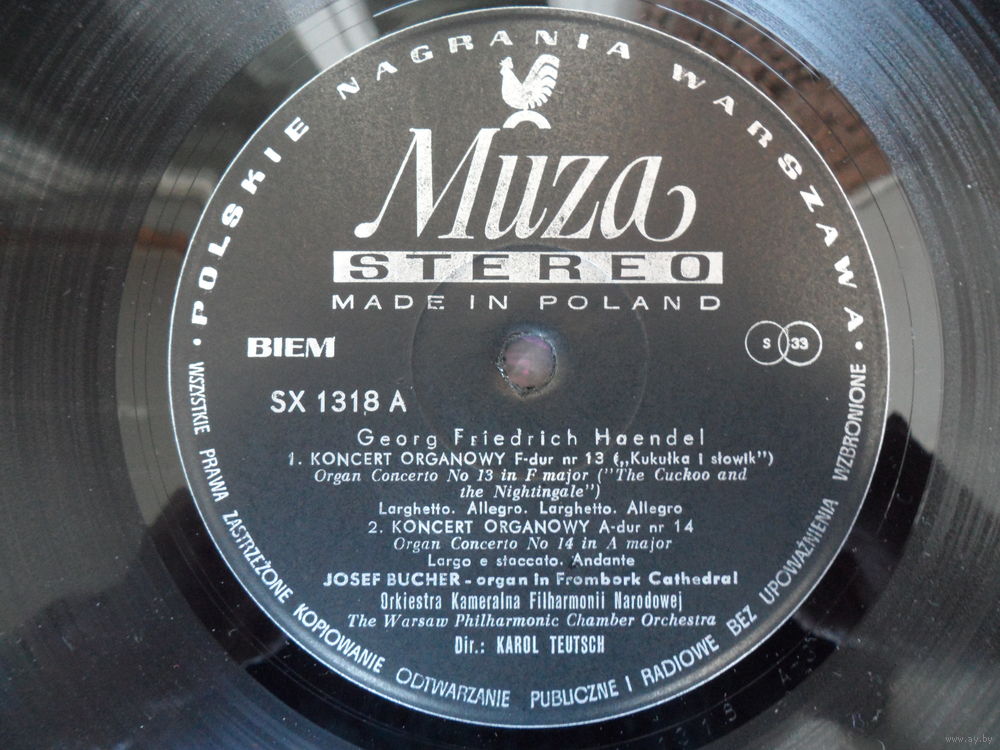 • POLSKIE NAGRANIA WARSZAWA •
Muza
STEREO
MADE IN POLAND
BIEM
S 33
SX 1318 A
Georg Friedrich Haendel
1. KONCERT ORGANOWY F-dur nr 13 („Kukułka i słowik”)
Organ Concerto No 13 in F major ("The Cuckoo and
the Nightingale")
Larghetto. Allegro. Larghetto. Allegro
2. KONCERT ORGANOWY A-dur nr 14
Organ Concerto No 14 in A major
Largo e staccato. Andante
JOSEF BUCHER - organ in Frombork Cathedral
Orkiestra Kameralna Filharmonii Narodowej
The Warsaw Philharmonic Chamber Orchestra
Dir.: KAROL TEUTSCH
WSZYSTKIE PRAWA ZASTRZEŻONE KOPIOWANIE ODTWARZANIE PUBLICZNE I RADIOWE BEZ UPOWAŻNIENIA WZBRONIONE
www.ay.by